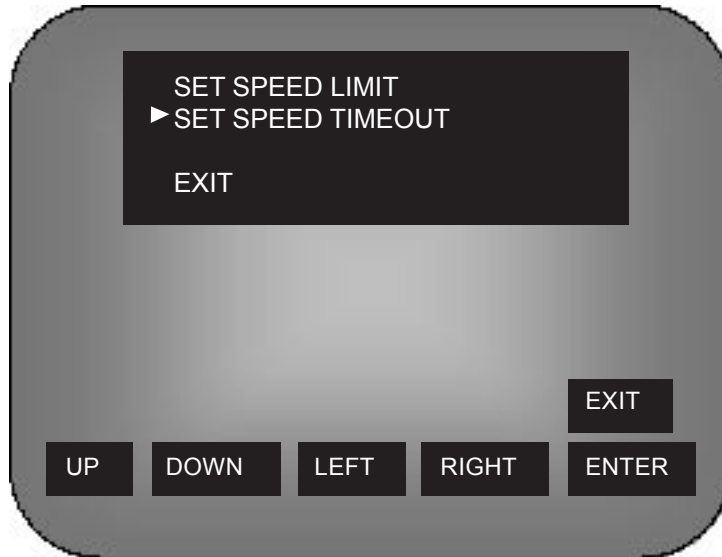 SET SPEED LIMIT
SET SPEED TIMEOUT
EXIT
EXIT
UP DOWN LEFT RIGHT ENTER